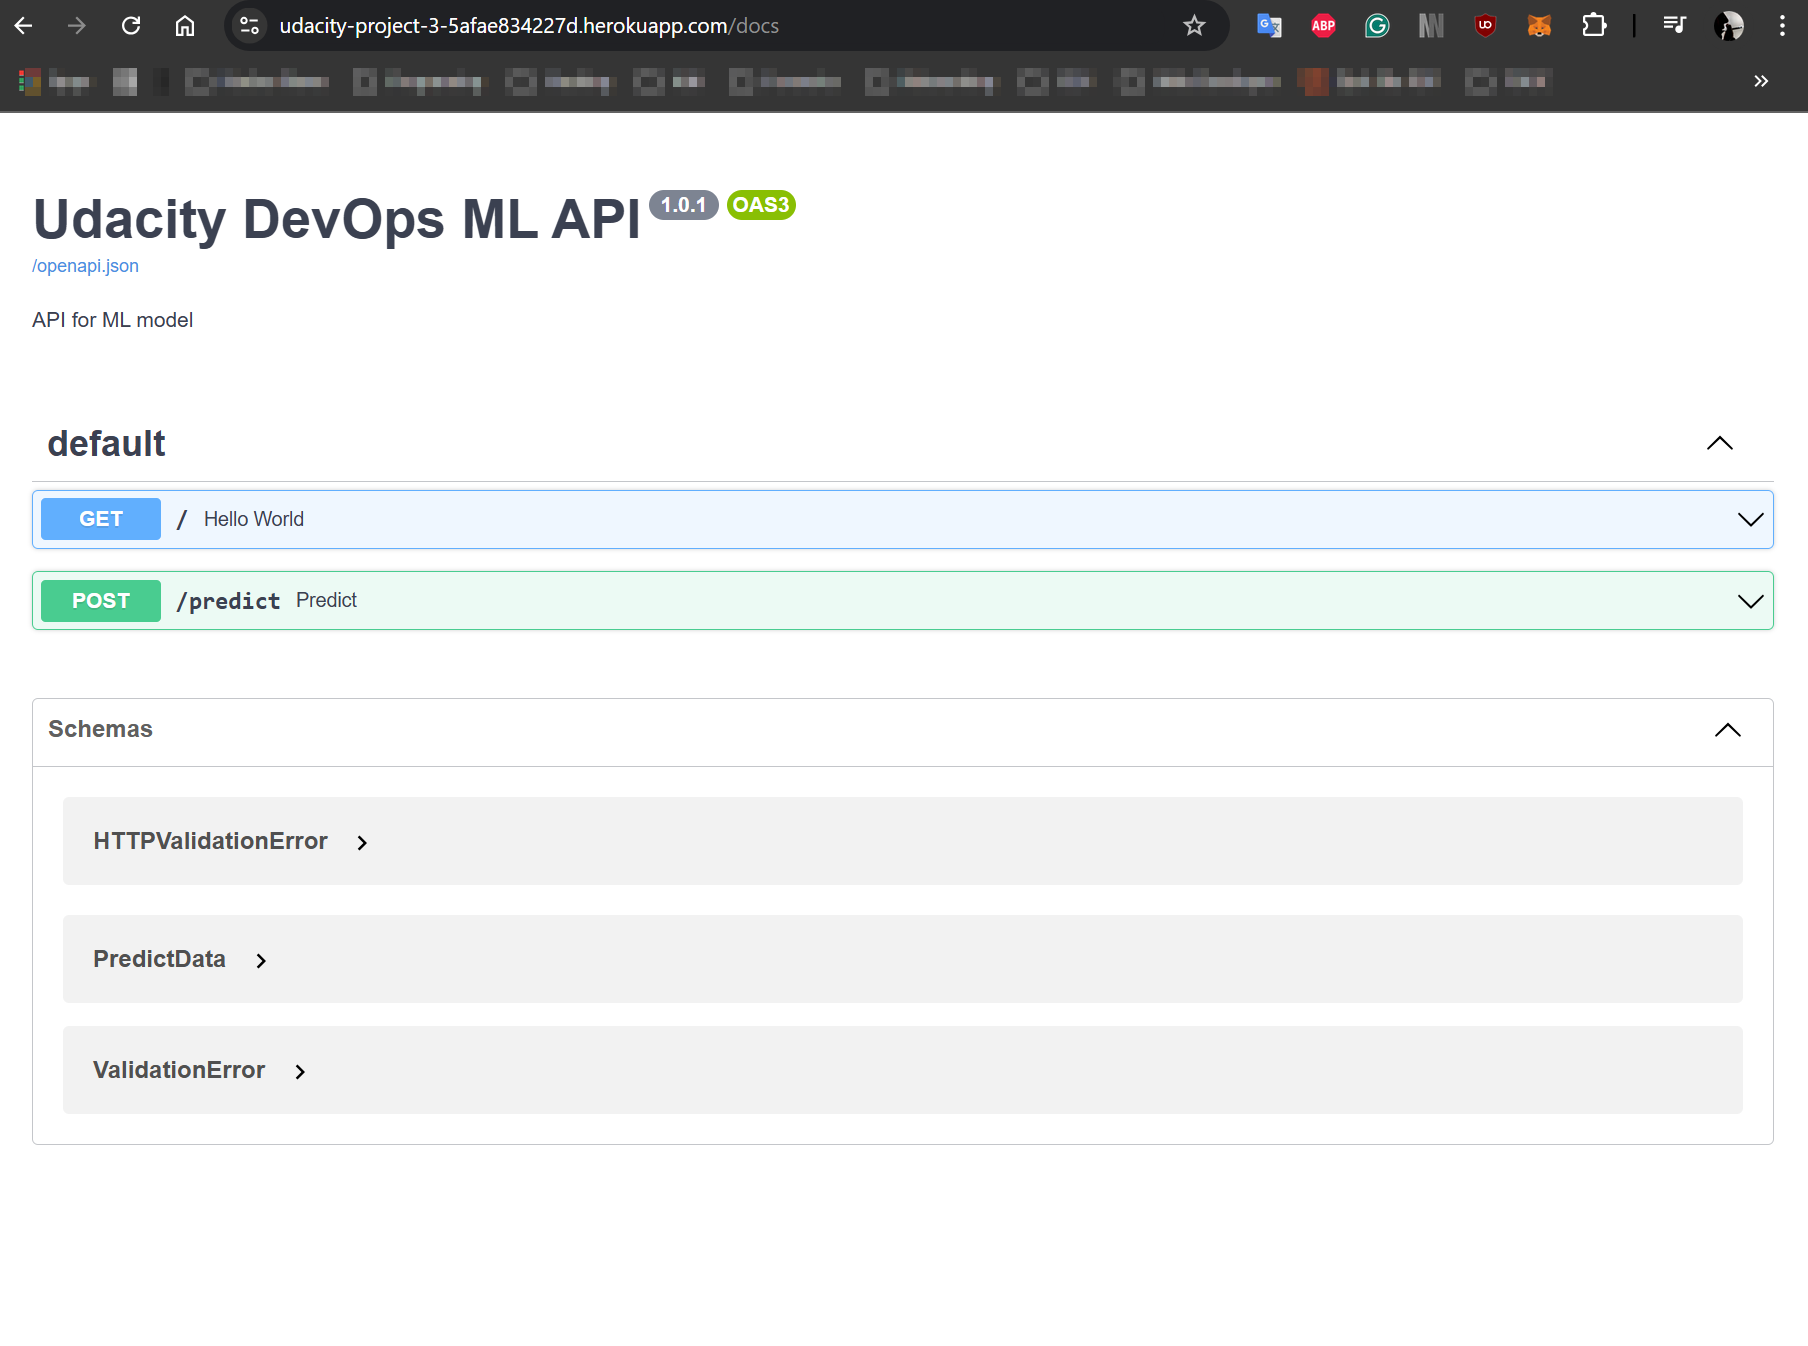 udacity-project-3-5afae834227d.herokuapp.com/docs
ABP
Udacity DevOps ML API 1.0.1 OAS3
/openapi.json
API for ML model
default
GET / Hello World
POST /predict Predict
Schemas
HTTPValidationError
PredictData
ValidationError